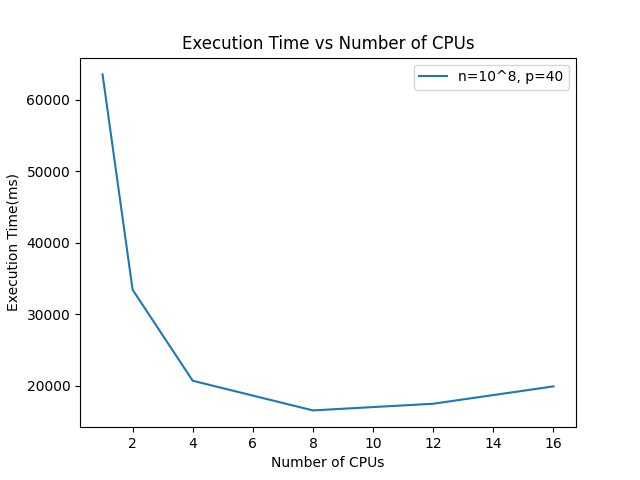 Execution Time vs Number of CPUs
n=10^8, p=40
Execution Time(ms)
60000
50000
40000
30000
20000
2 4 6 8 10 12 14 16
Number of CPUs